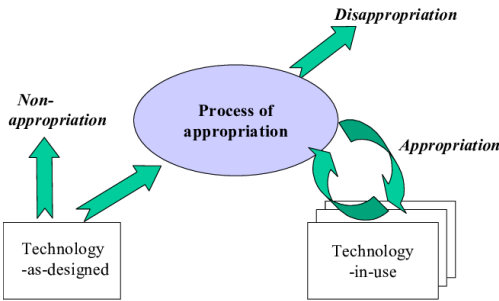 Disappropriation
Non-
appropriation
Process of
appropriation
Appropriation
Technology
-as-designed
Technology
-in-use